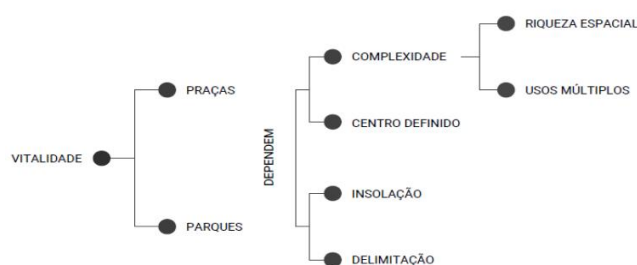 VITALIDADE
PRAÇAS
PARQUES
DEPENDEM
COMPLEXIDADE
CENTRO DEFINIDO
INSOLAÇÃO
DELIMITAÇÃO
RIQUEZA ESPACIAL
USOS MÚLTIPLOS